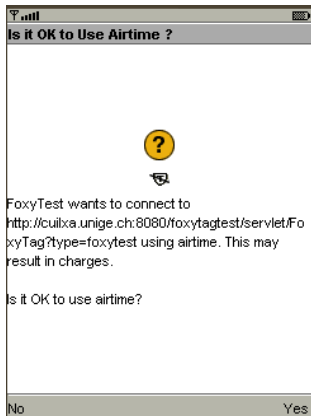 Is it OK to Use Airtime ?
?
FoxyTest wants to connect to
http://cuilxa.unige.ch:8080/foxytagtest/servlet/Fo
xyTag?type=foxytest using airtime. This may
result in charges.
Is it OK to use airtime?
No Yes